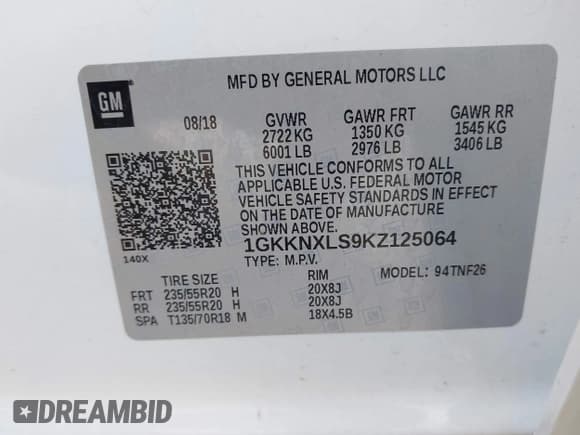 GM
MFD BY GENERAL MOTORS LLC
08/18 GVWR GAWR FRT GAWR RR
2722 KG 1350 KG 1545 KG
6001 LB 2976 LB 3406 LB
THIS VEHICLE CONFORMS TO ALL
APPLICABLE U.S. FEDERAL MOTOR
VEHICLE SAFETY STANDARDS IN EFFECT
ON THE DATE OF MANUFACTURE
SHOWN ABOVE.
1GKKNXLS9KZ125064
140X
TYPE: M.P.V.
MODEL: 94TNF26
TIRE SIZE RIM
FRT 235/55R20 H 20X8J
RR 235/55R20 H 20X8J
SPA T135/70R18 M 18X4.5B
DREAMBID